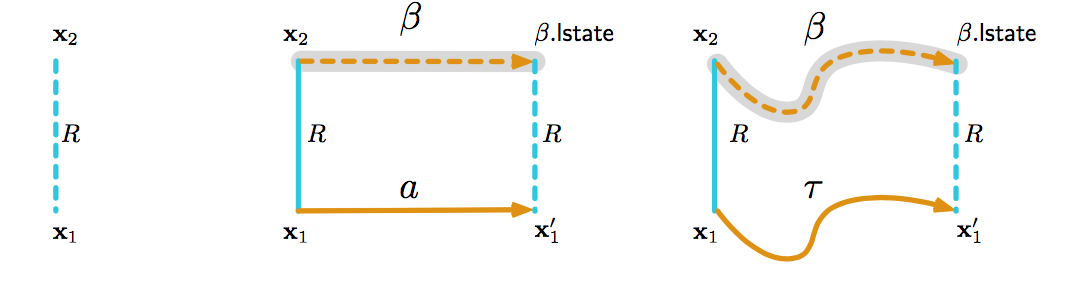 x₂
R
x₁
x₂
β
β.lstate
R
R
a
x₁
x′₁
x₂
β
β.lstate
R
R
τ
x₁
x′₁